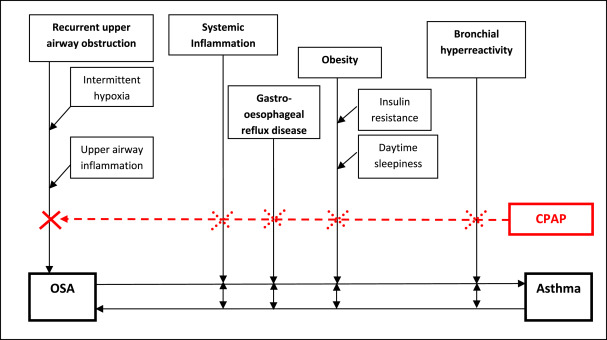 Recurrent upper
airway obstruction
Systemic
Inflammation
Bronchial
hyperreactivity
Obesity
Intermittent
hypoxia
Gastro-
oesophageal
reflux disease
Insulin
resistance
Upper airway
inflammation
Daytime
sleepiness
CPAP
OSA
Asthma